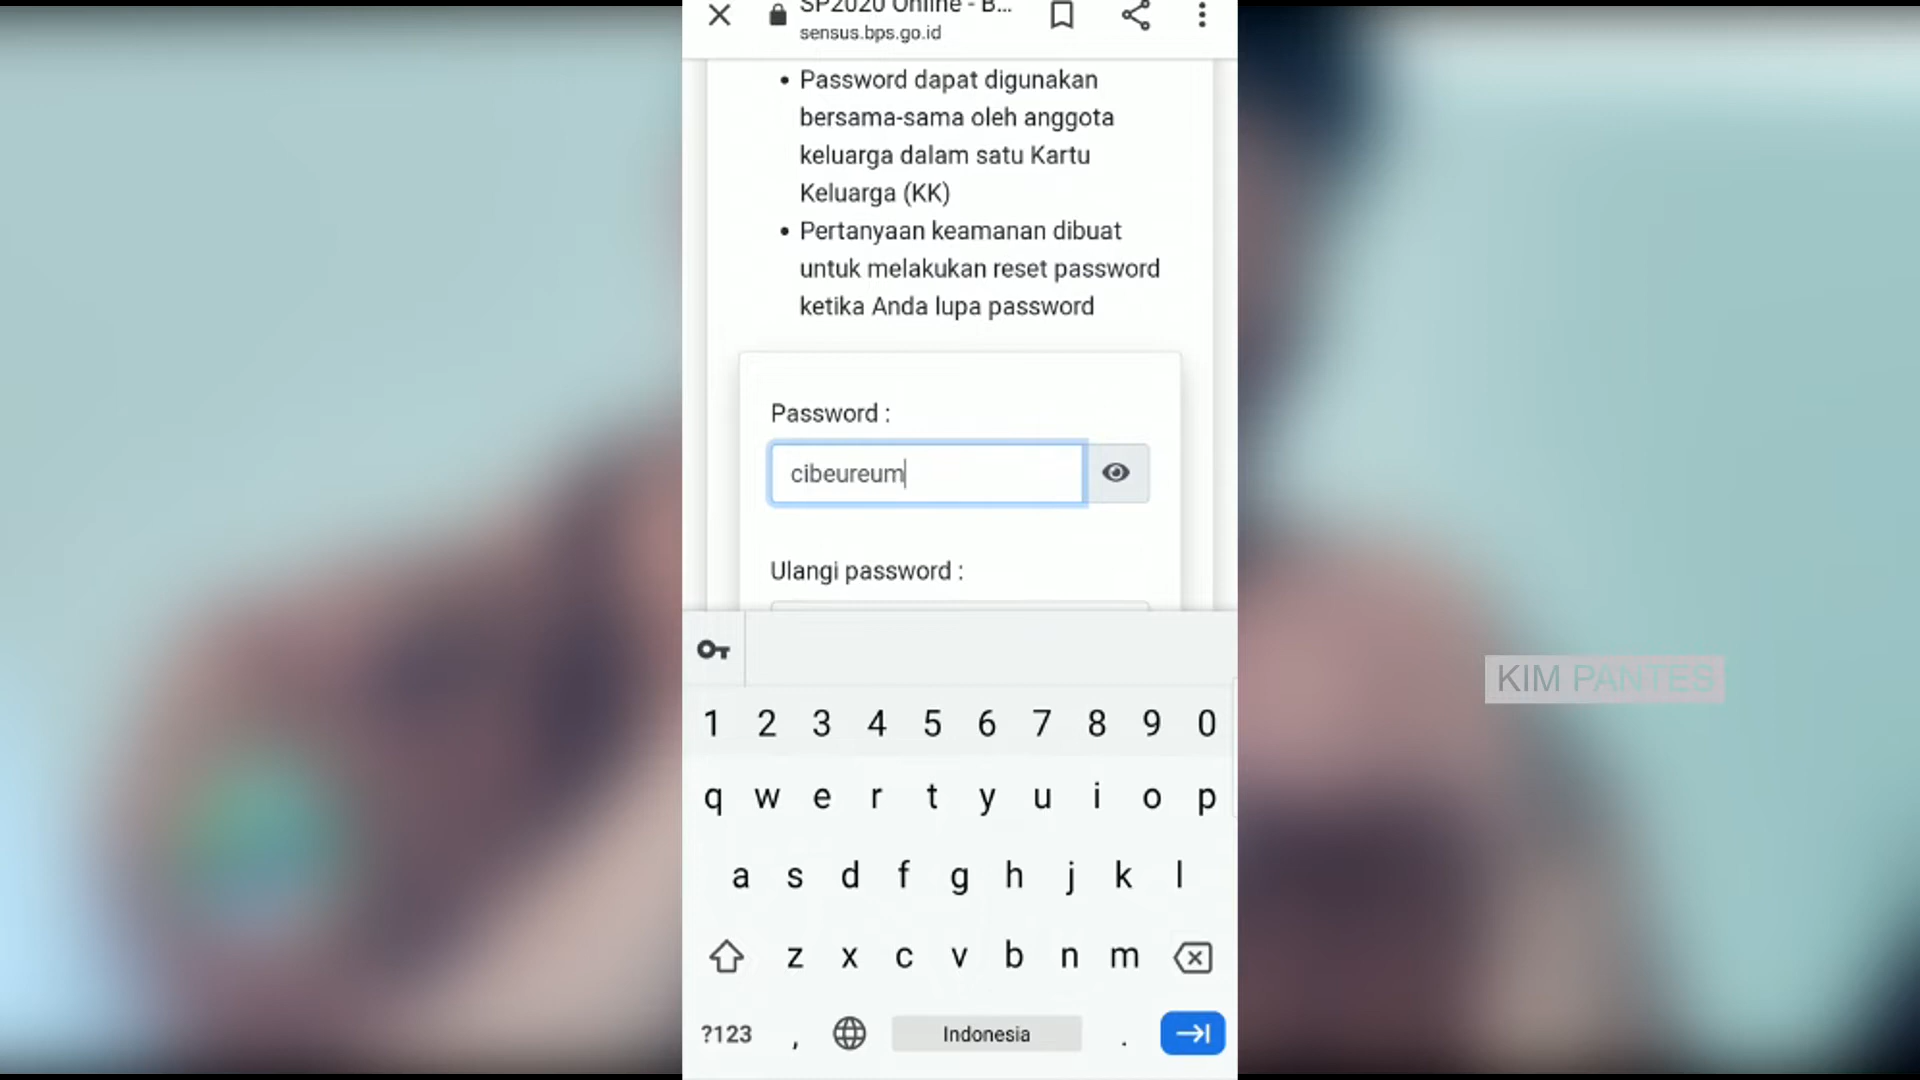 SP2020 Online - B...
sensus.bps.go.id
• Password dapat digunakan
bersama-sama oleh anggota
keluarga dalam satu Kartu
Keluarga (KK)
• Pertanyaan keamanan dibuat
untuk melakukan reset password
ketika Anda lupa password
Password :
cibeureum
Ulangi password :
KIM PANTES
1 2 3 4 5 6 7 8 9 0
q w e r t y u i o p
a s d f g h j k l
z x c v b n m
?123 , Indonesia .